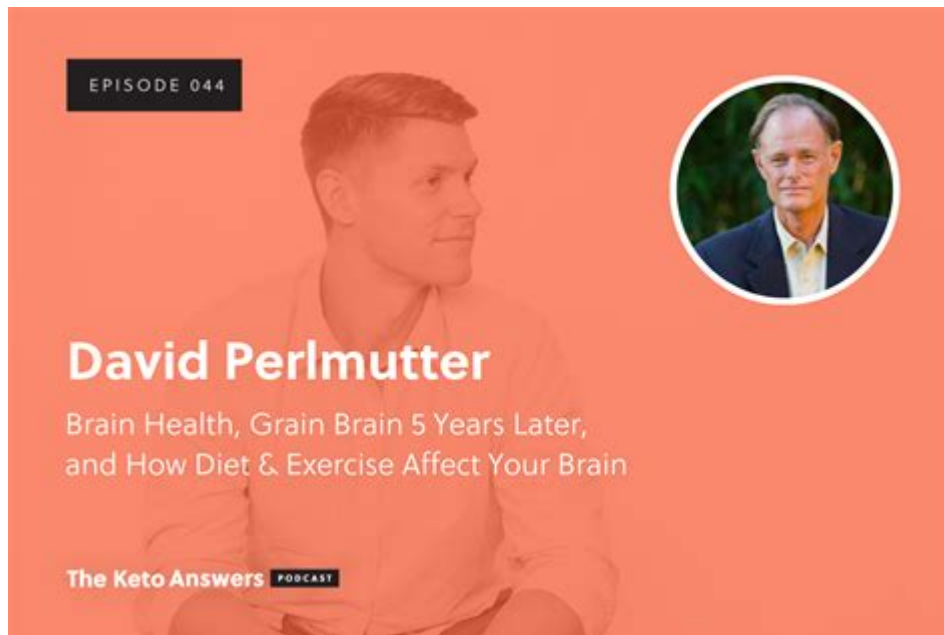 EPISODE 044
David Perlmutter
Brain Health, Grain Brain 5 Years Later,
and How Diet & Exercise Affect Your Brain
The Keto Answers PODCAST